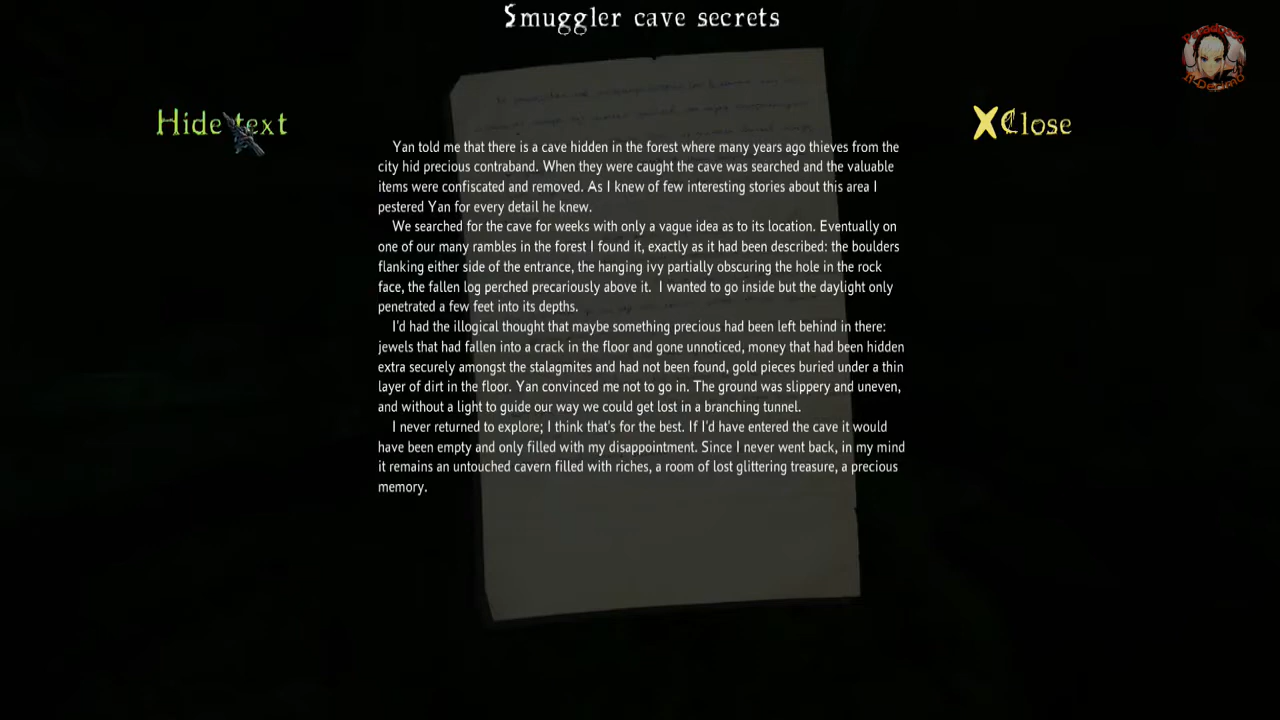 Smuggler cave secrets
Hide text
X Close
Yan told me that there is a cave hidden in the forest where many years ago thieves from the
city hid precious contraband. When they were caught the cave was searched and the valuable
items were confiscated and removed. As I knew of few interesting stories about this area I
pestered Yan for every detail he knew.
We searched for the cave for weeks with only a vague idea as to its location. Eventually on
one of our many rambles in the forest I found it, exactly as it had been described: the boulders
flanking either side of the entrance, the hanging ivy partially obscuring the hole in the rock
face, the fallen log perched precariously above it. I wanted to go inside but the daylight only
penetrated a few feet into its depths.
I'd had the illogical thought that maybe something precious had been left behind in there:
jewels that had fallen into a crack in the floor and gone unnoticed, money that had been hidden
extra securely amongst the stalagmites and had not been found, gold pieces buried under a thin
layer of dirt in the floor. Yan convinced me not to go in. The ground was slippery and uneven,
and without a light to guide our way we could get lost in a branching tunnel.
I never returned to explore; I think that's for the best. If I'd have entered the cave it would
have been empty and only filled with my disappointment. Since I never went back, in my mind
it remains an untouched cavern filled with riches, a room of lost glittering treasure, a precious
memory.